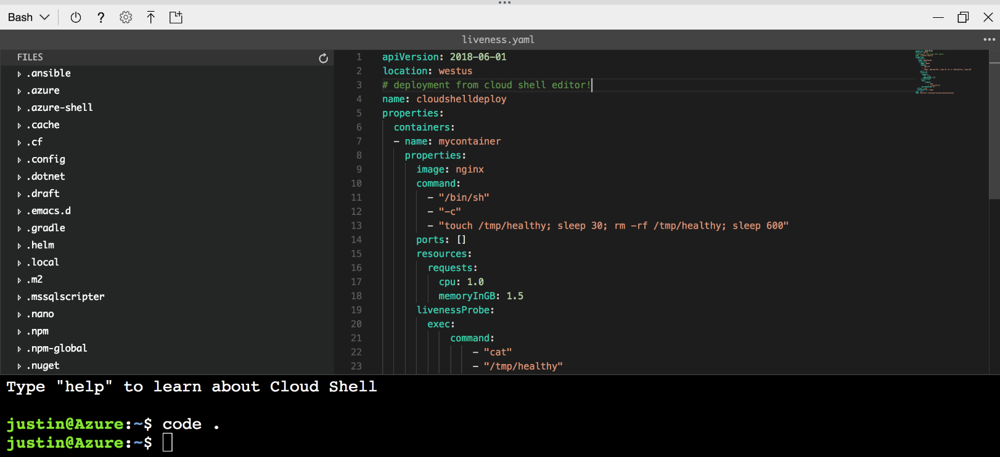 Bash
liveness.yaml
FILES
.ansible
.azure
.azure-shell
.cache
.cf
.config
.dotnet
.draft
.emacs.d
.gradle
.helm
.local
.m2
.mssqlscripter
.nano
.npm
.npm-global
.nuget
1 apiVersion: 2018-06-01
2 location: westus
3 # deployment from cloud shell editor!
4 name: cloudshelldeploy
5 properties:
6 containers:
7 - name: mycontainer
8 properties:
9 image: nginx
10 command:
11 - "/bin/sh"
12 - "-c"
13 - "touch /tmp/healthy; sleep 30; rm -rf /tmp/healthy; sleep 600"
14 ports: []
15 resources:
16 requests:
17 cpu: 1.0
18 memoryInGB: 1.5
19 livenessProbe:
20 exec:
21 command:
22 - "cat"
23 - "/tmp/healthy"
Type "help" to learn about Cloud Shell
justin@Azure:~$ code .
justin@Azure:~$